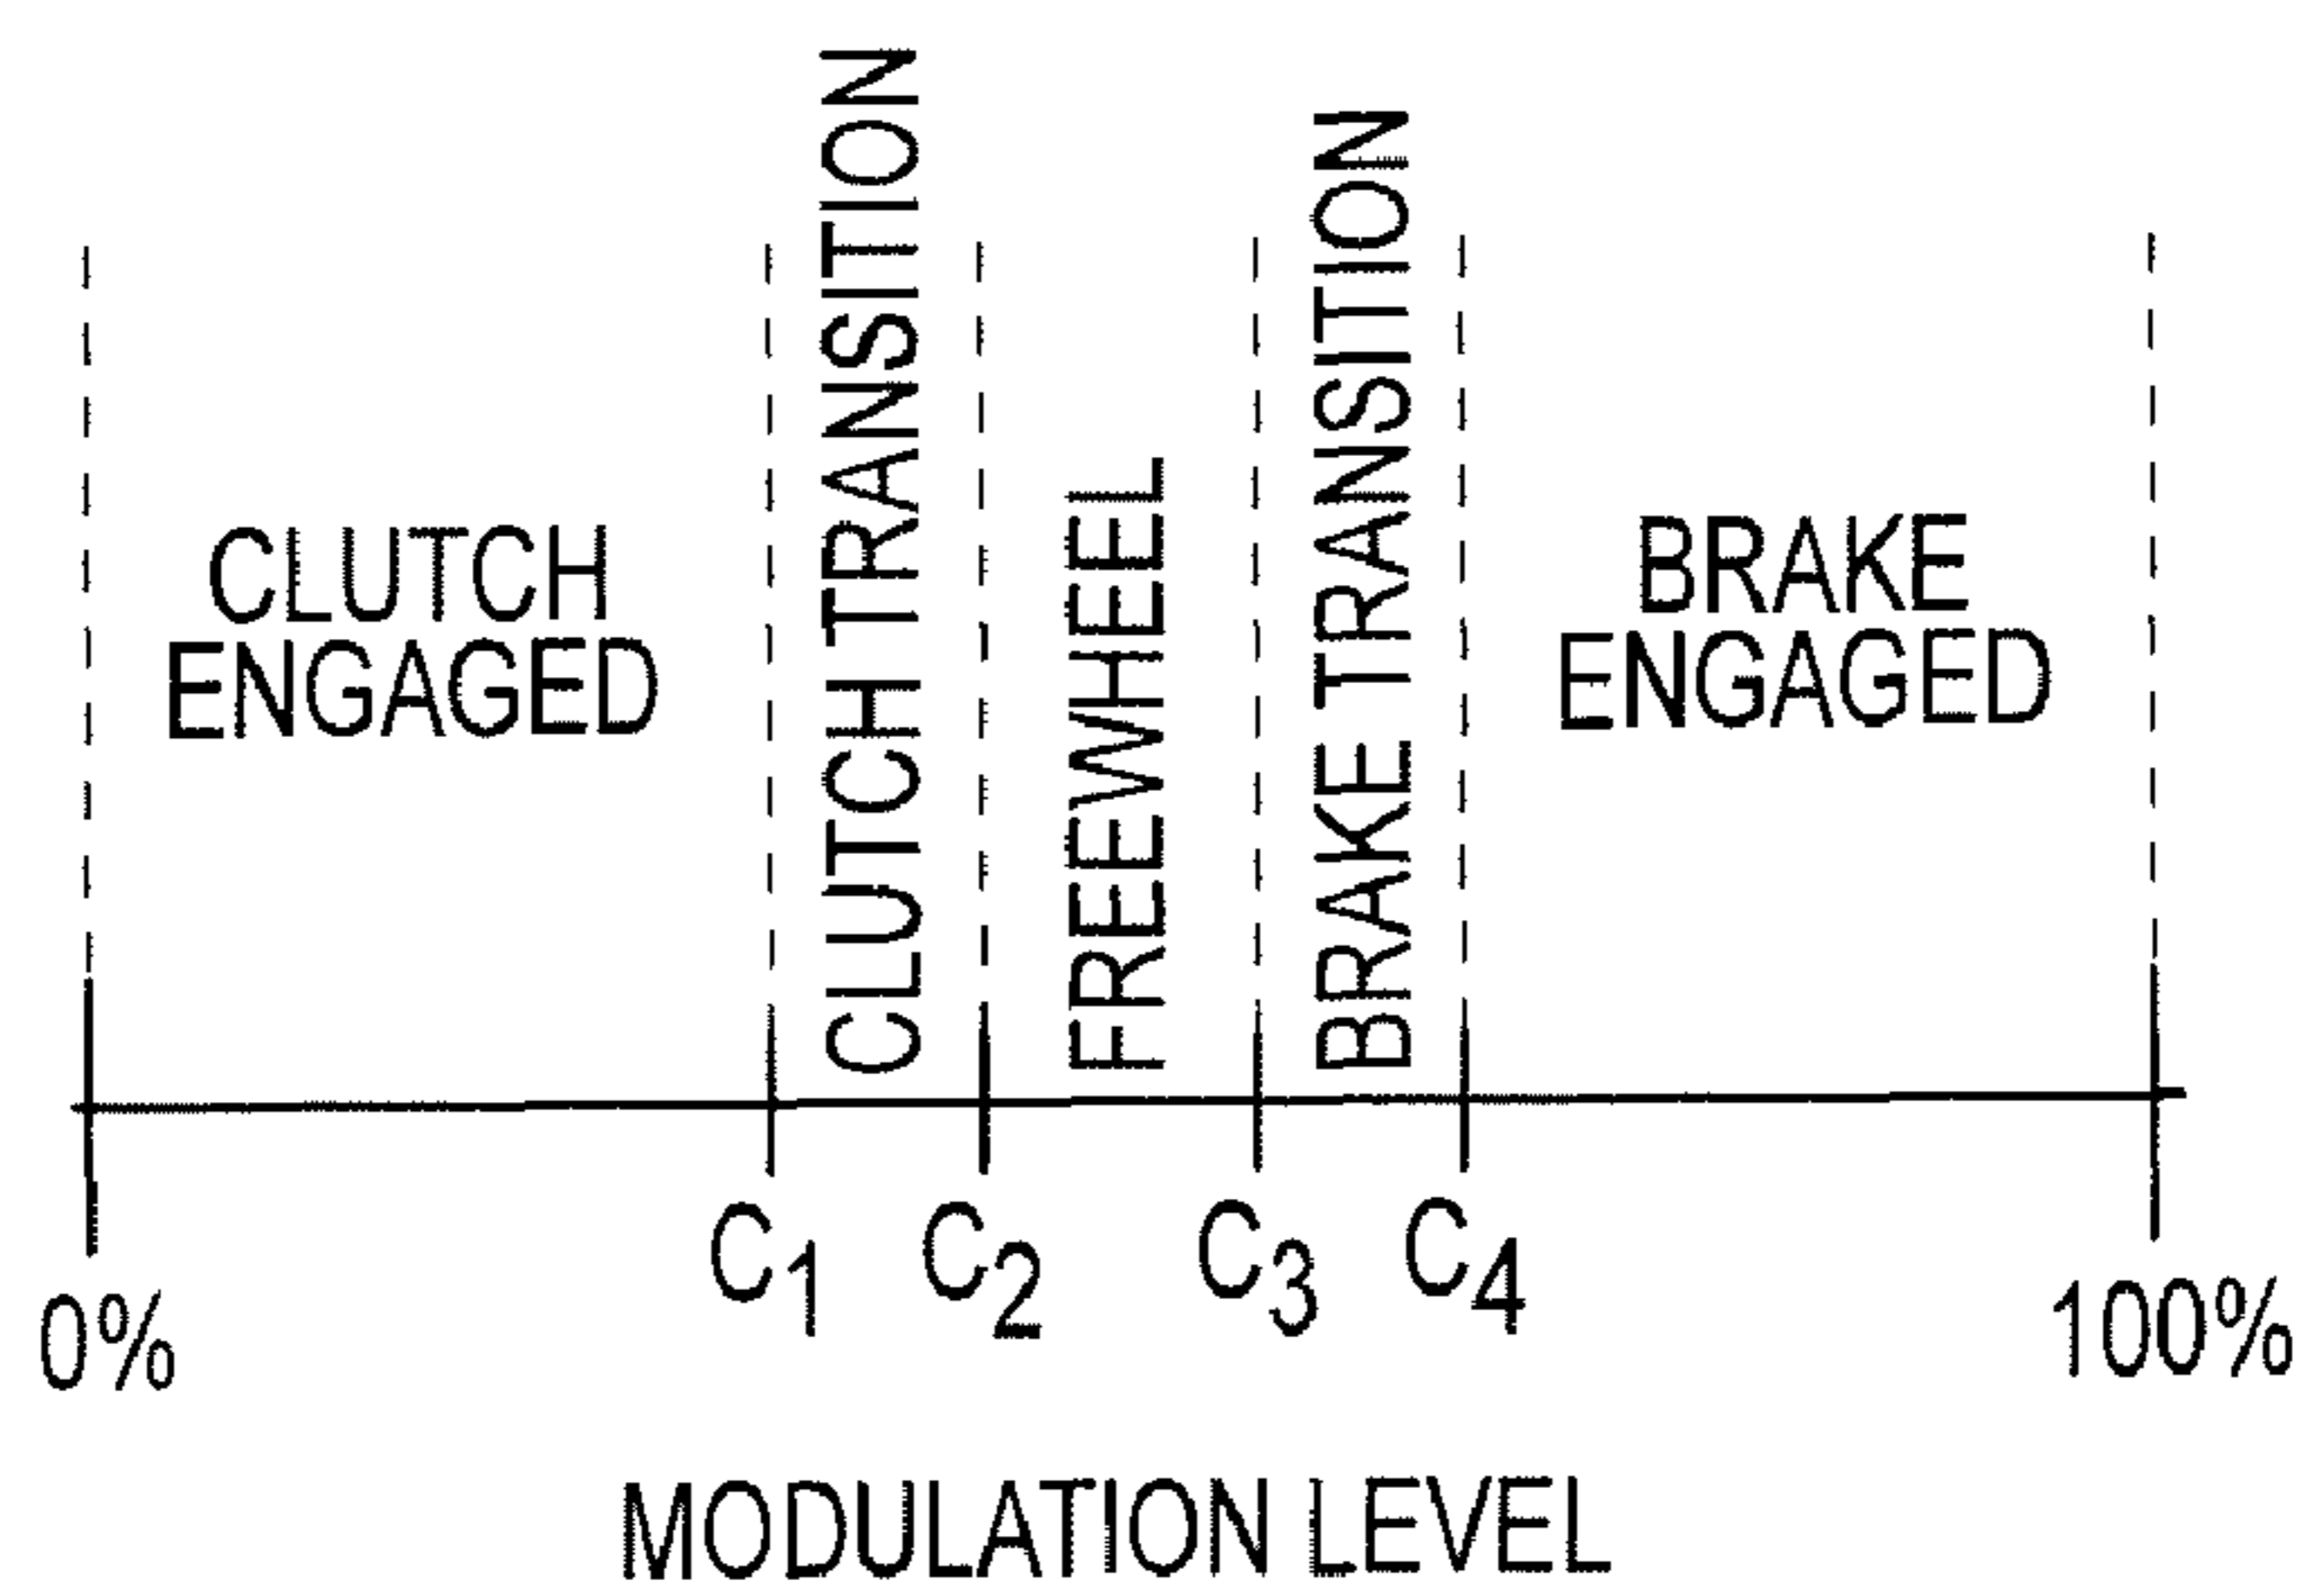 CLUTCH
ENGAGED
CLUTCH TRANSITION
FREEWHEEL
BRAKE TRANSITION
BRAKE
ENGAGED
0%
C1
C2
C3
C4
100%
MODULATION LEVEL